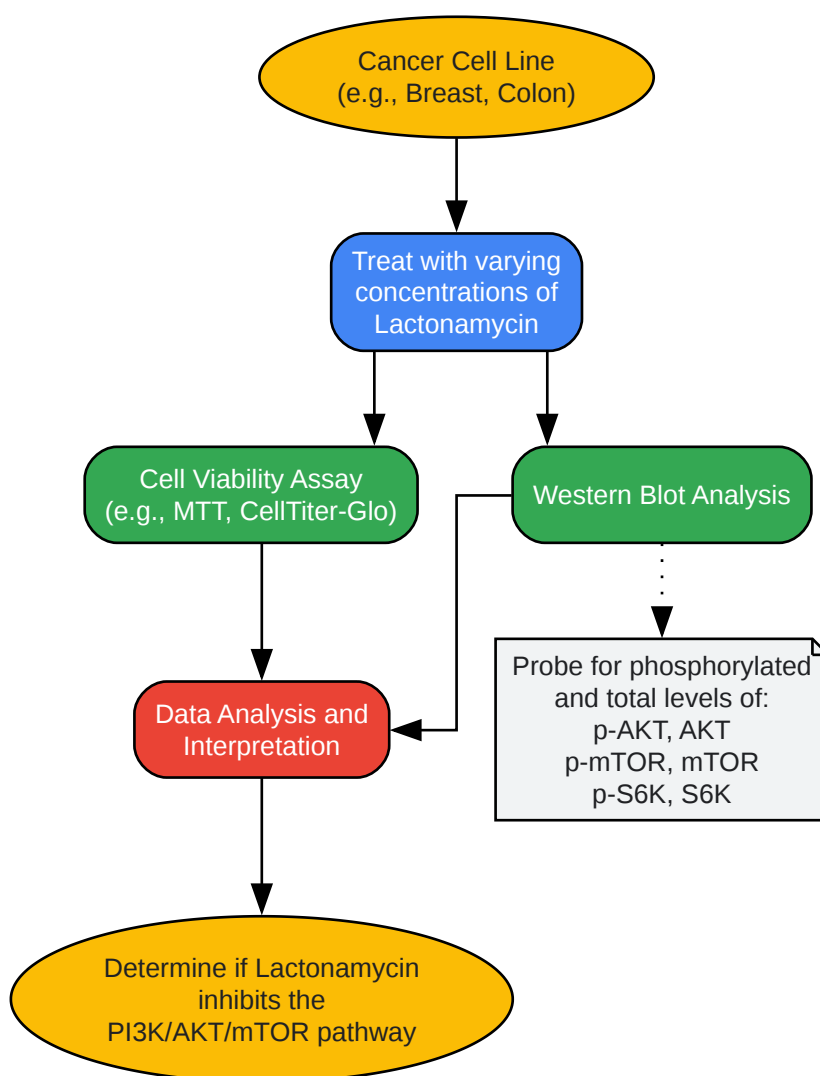 Cancer Cell Line
(e.g., Breast, Colon)
Treat with varying
concentrations of
Lactonamycin
Cell Viability Assay
(e.g., MTT, CellTiter-Glo)
Western Blot Analysis
Probe for phosphorylated
and total levels of:
p-AKT, AKT
p-mTOR, mTOR
p-S6K, S6K
Data Analysis and
Interpretation
Determine if Lactonamycin
inhibits the
PI3K/AKT/mTOR pathway